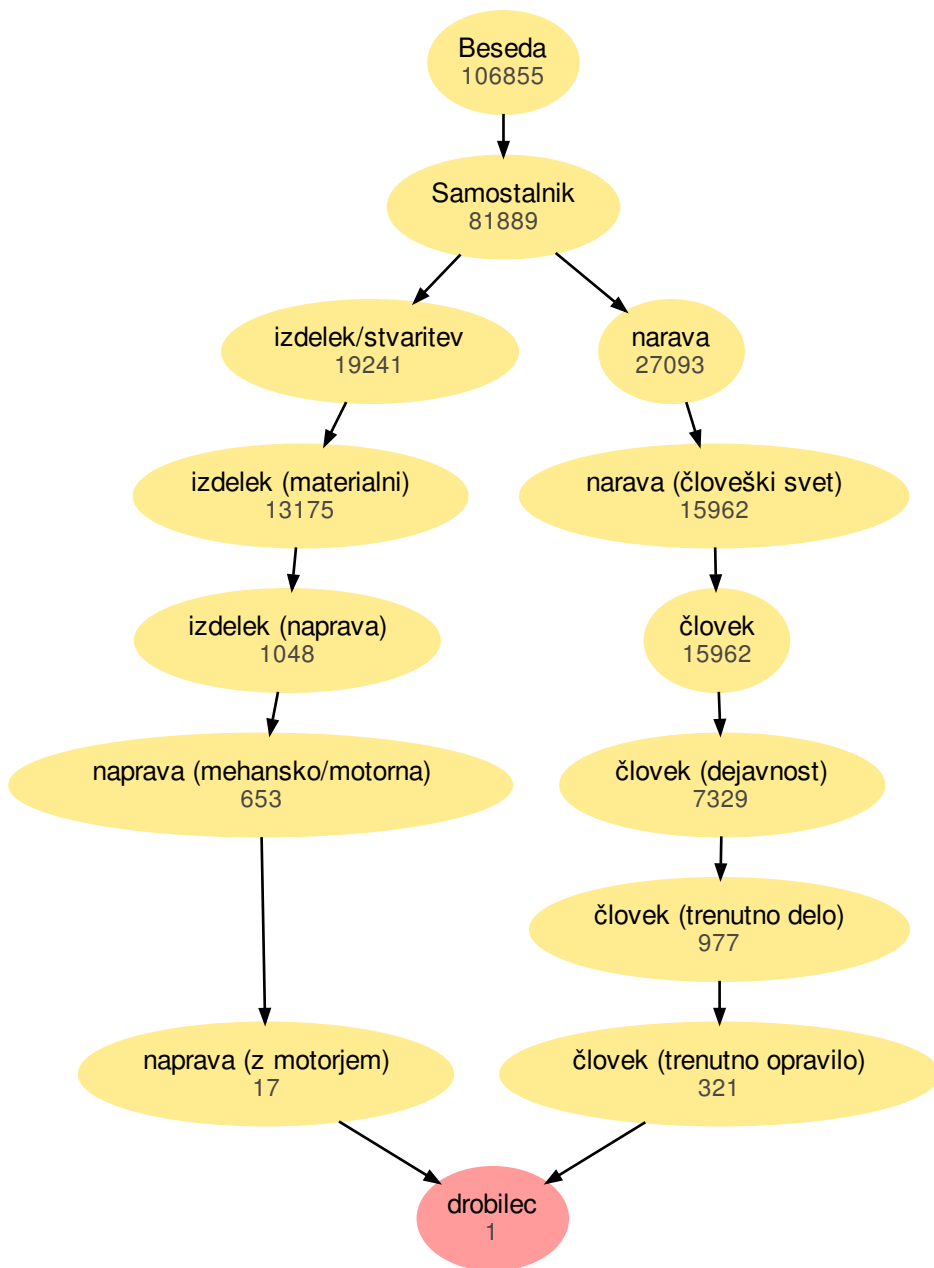 Beseda
106855
Samostalnik
81889
izdelek/stvaritev
19241
narava
27093
izdelek (materialni)
13175
narava (človeški svet)
15962
izdelek (naprava)
1048
človek
15962
naprava (mehansko/motorna)
653
človek (dejavnost)
7329
človek (trenutno delo)
977
naprava (z motorjem)
17
človek (trenutno opravilo)
321
drobilec
1